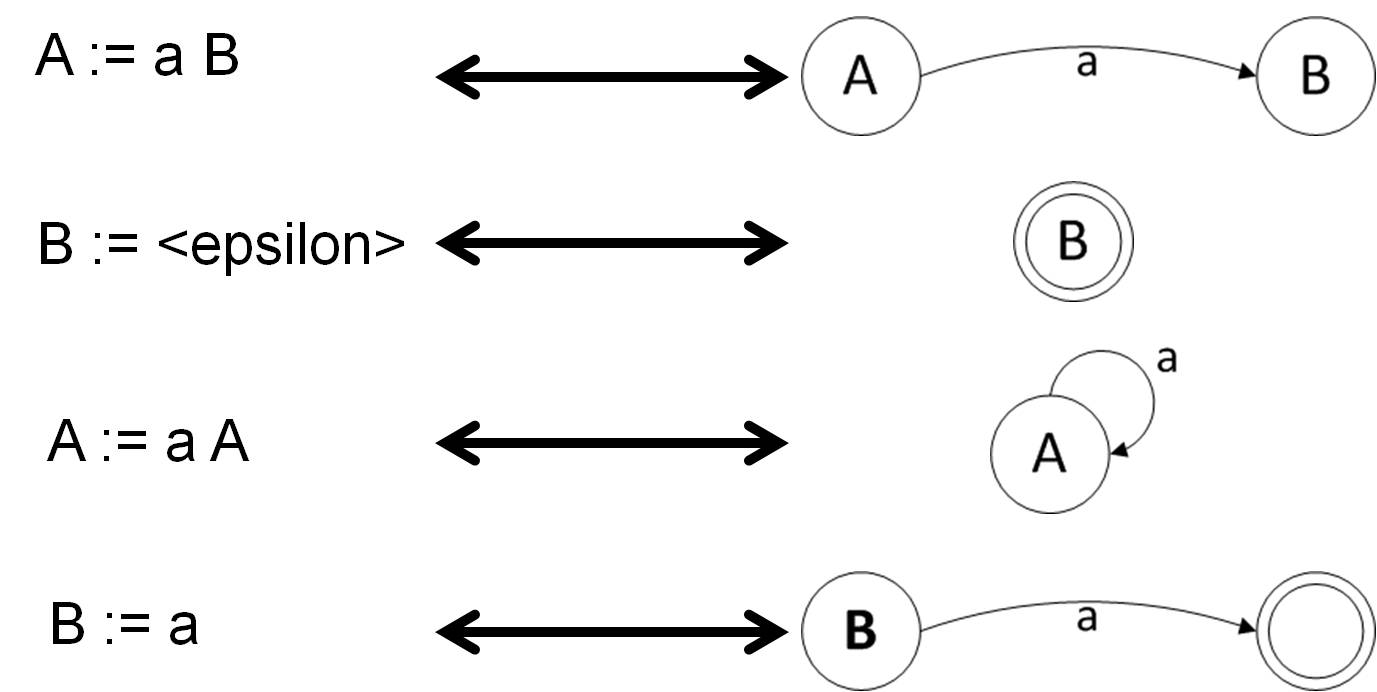 A := a B
A a B
B := <epsilon>
B
A := a A
a
A
B := a
B a